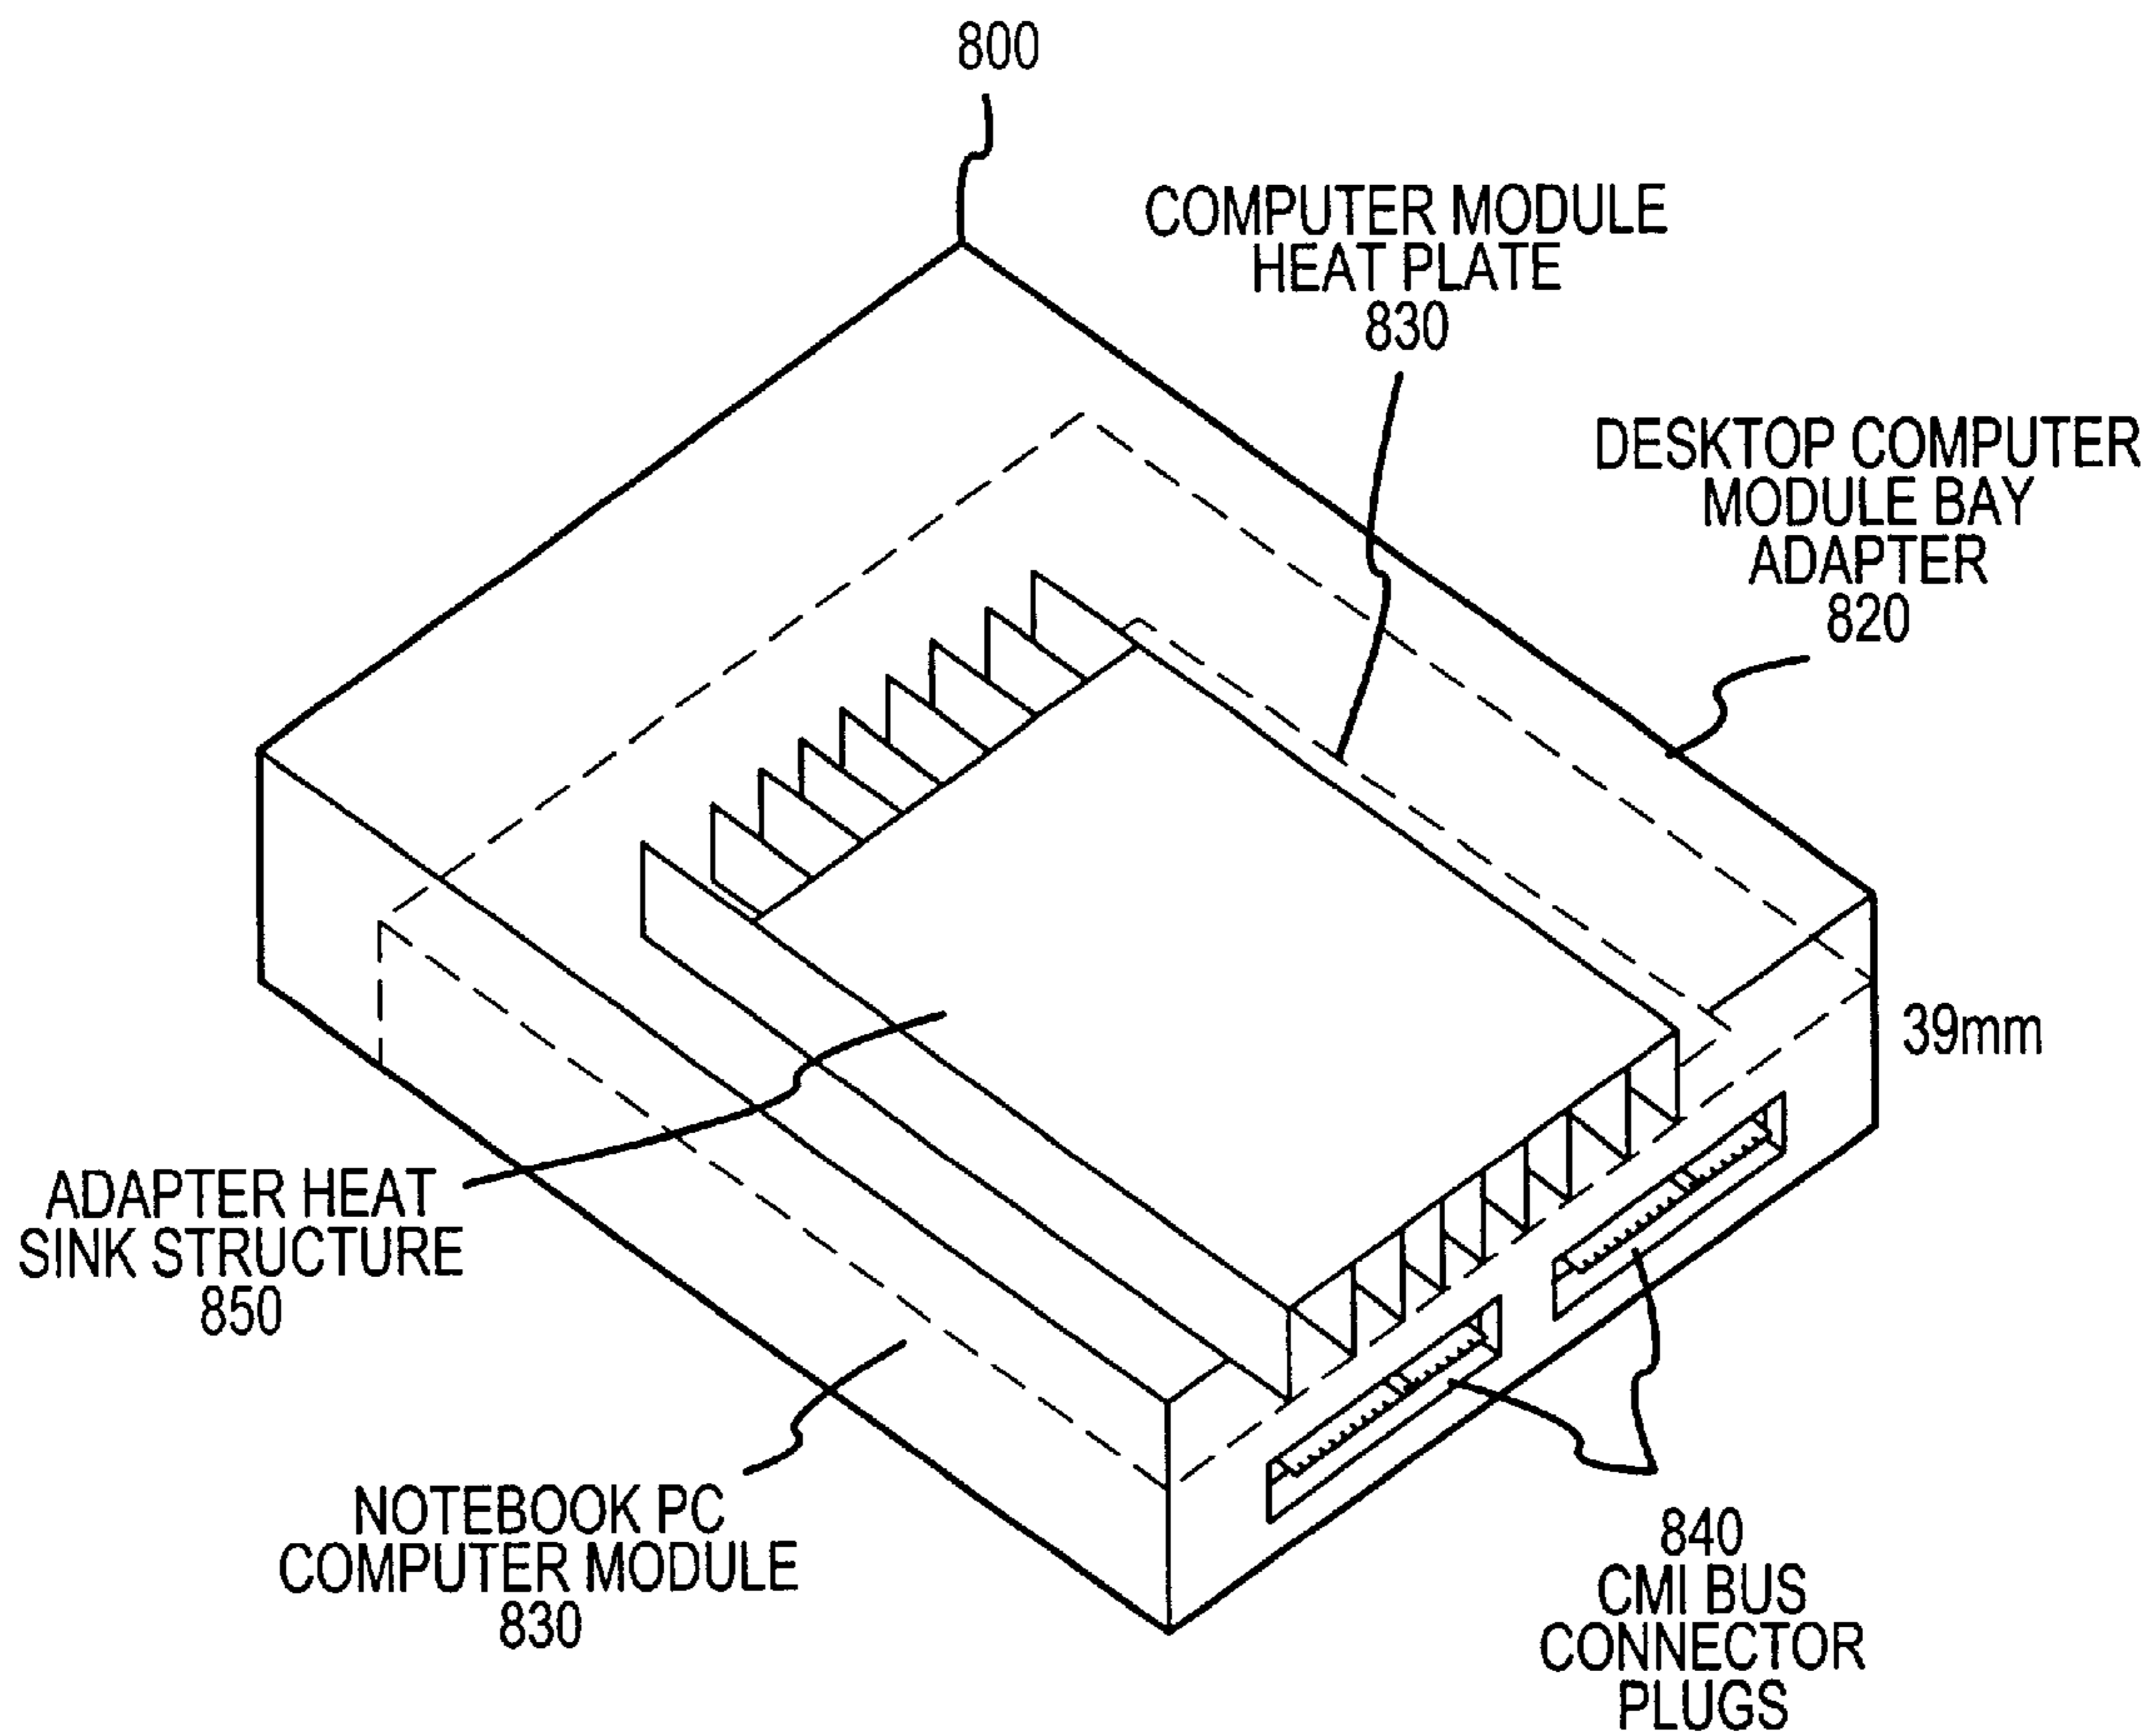 800
COMPUTER MODULE
HEAT PLATE
830
DESKTOP COMPUTER
MODULE BAY
ADAPTER
820
39mm
ADAPTER HEAT
SINK STRUCTURE
850
NOTEBOOK PC
COMPUTER MODULE
830
840
CMI BUS
CONNECTOR
PLUGS